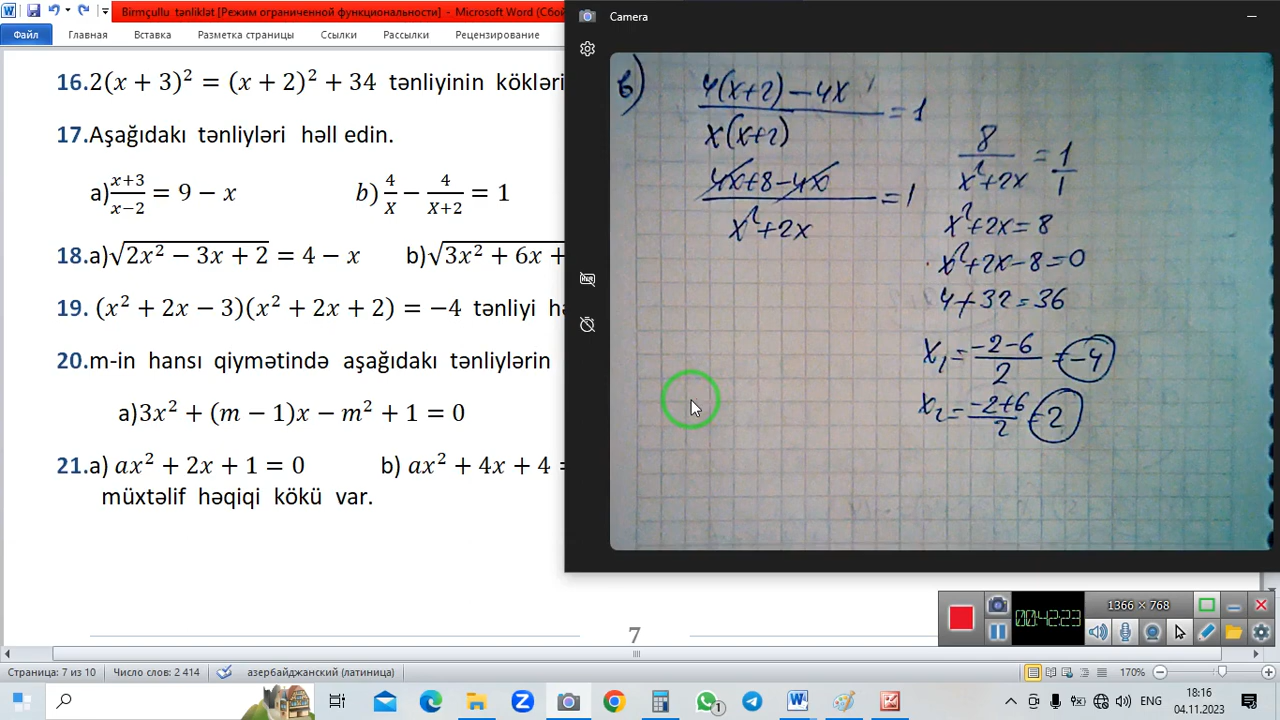 Birmçullu tənliklət [Режим ограниченной функциональности] - Microsoft Word (Сбой
Файл Главная Вставка Разметка страницы Ссылки Рассылки Рецензирование
16.2(x + 3)² = (x + 2)² + 34 tənliyinin kökləri
17.Aşağıdakı tənliyləri həll edin.
a) (x+3)/(x−2) = 9 − x b) 4/X − 4/(X+2) = 1
18.a)√(2x² − 3x + 2) = 4 − x b)√(3x² + 6x +
19. (x² + 2x − 3)(x² + 2x + 2) = −4 tənliyi hə
20.m-in hansı qiymətində aşağıdakı tənliylərin
a)3x² + (m − 1)x − m² + 1 = 0
21.a) ax² + 2x + 1 = 0 b) ax² + 4x + 4 =
müxtəlif həqiqi kökü var.
7
Camera
в)
(4(x+2)−4x)/(x(x+2)) = 1
(4x+8−4x)/(x²+2x) = 1
8/(x²+2x) = 1/1
x²+2x=8
x²+2x−8=0
4+32=36
x₁=(−2−6)/2=−4
x₂=(−2+6)/2=2
1366 × 768
00:42:23
Страница: 7 из 10 Число слов: 2 414 азербайджанский (латиница) 170%
1 ENG 18:16
04.11.2023